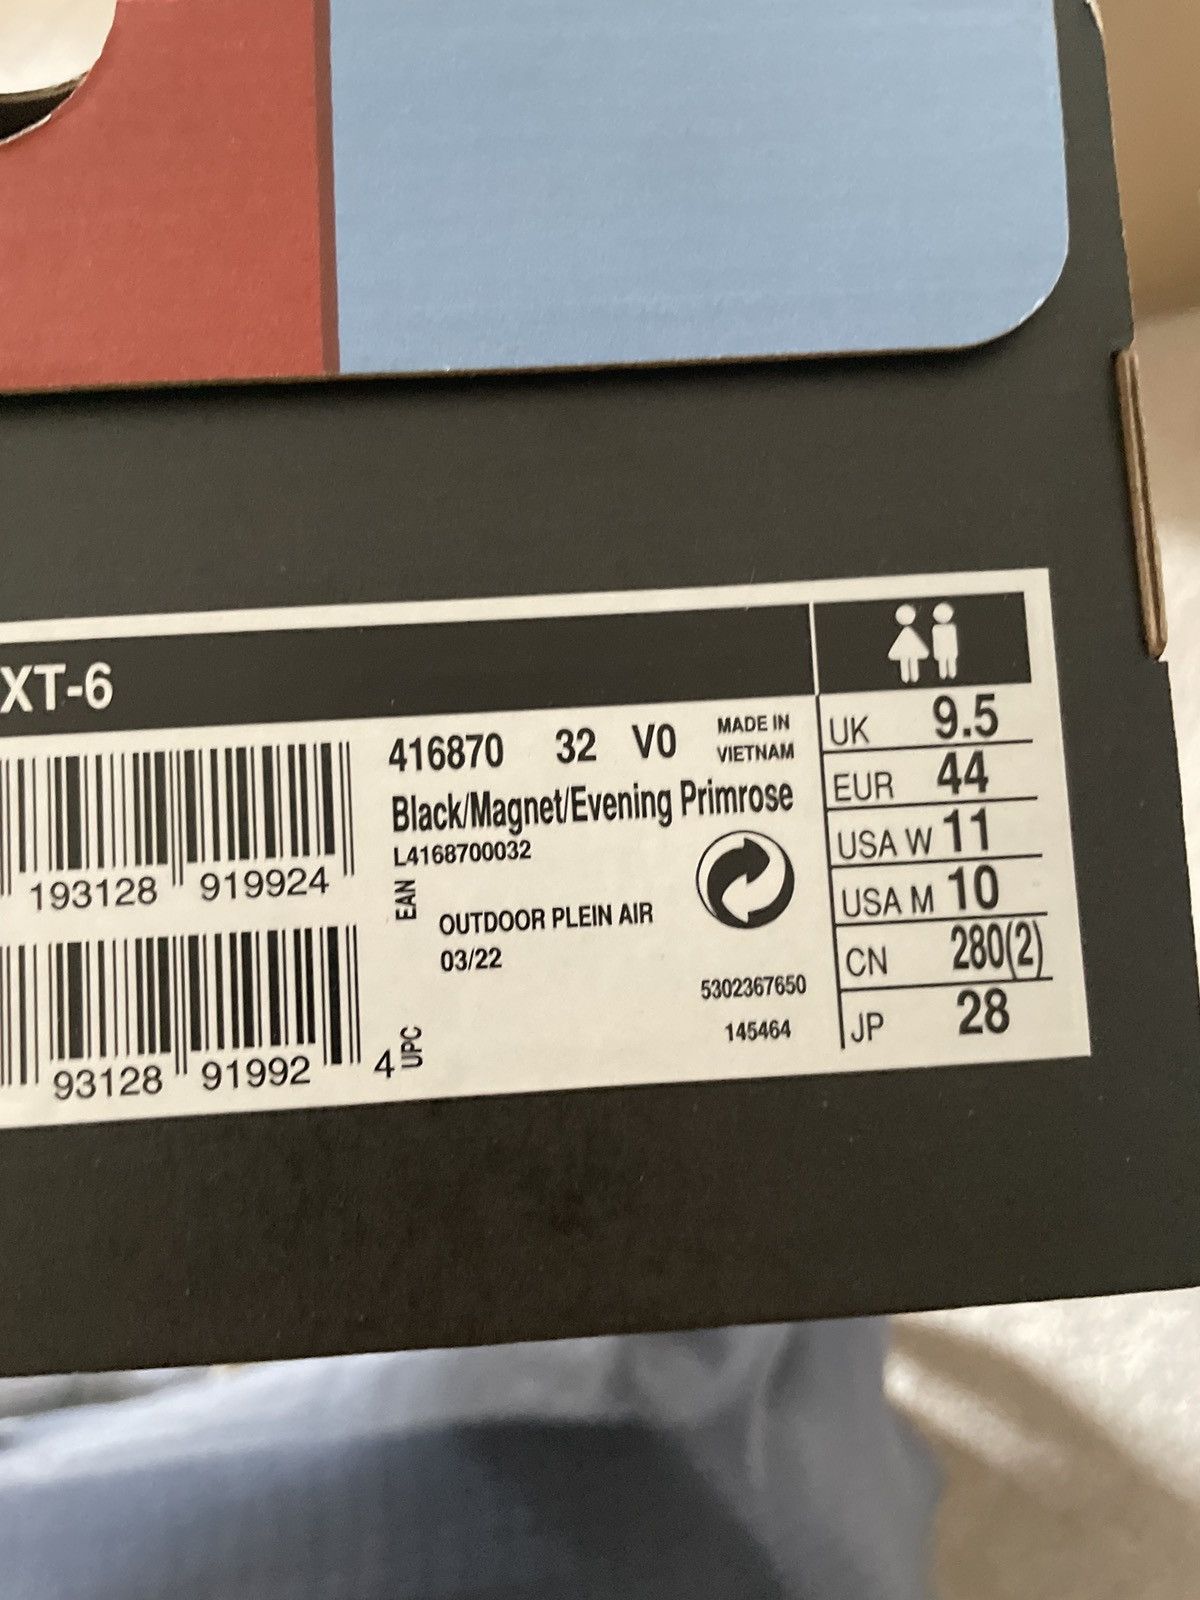 XT-6
416870 32 V0
MADE IN
VIETNAM
Black/Magnet/Evening Primrose
L4168700032
193128 919924
EAN
OUTDOOR PLEIN AIR
03/22
5302367650
145464
93128 91992 4
UPC
UK 9.5
EUR 44
USA W 11
USA M 10
CN 280(2)
JP 28